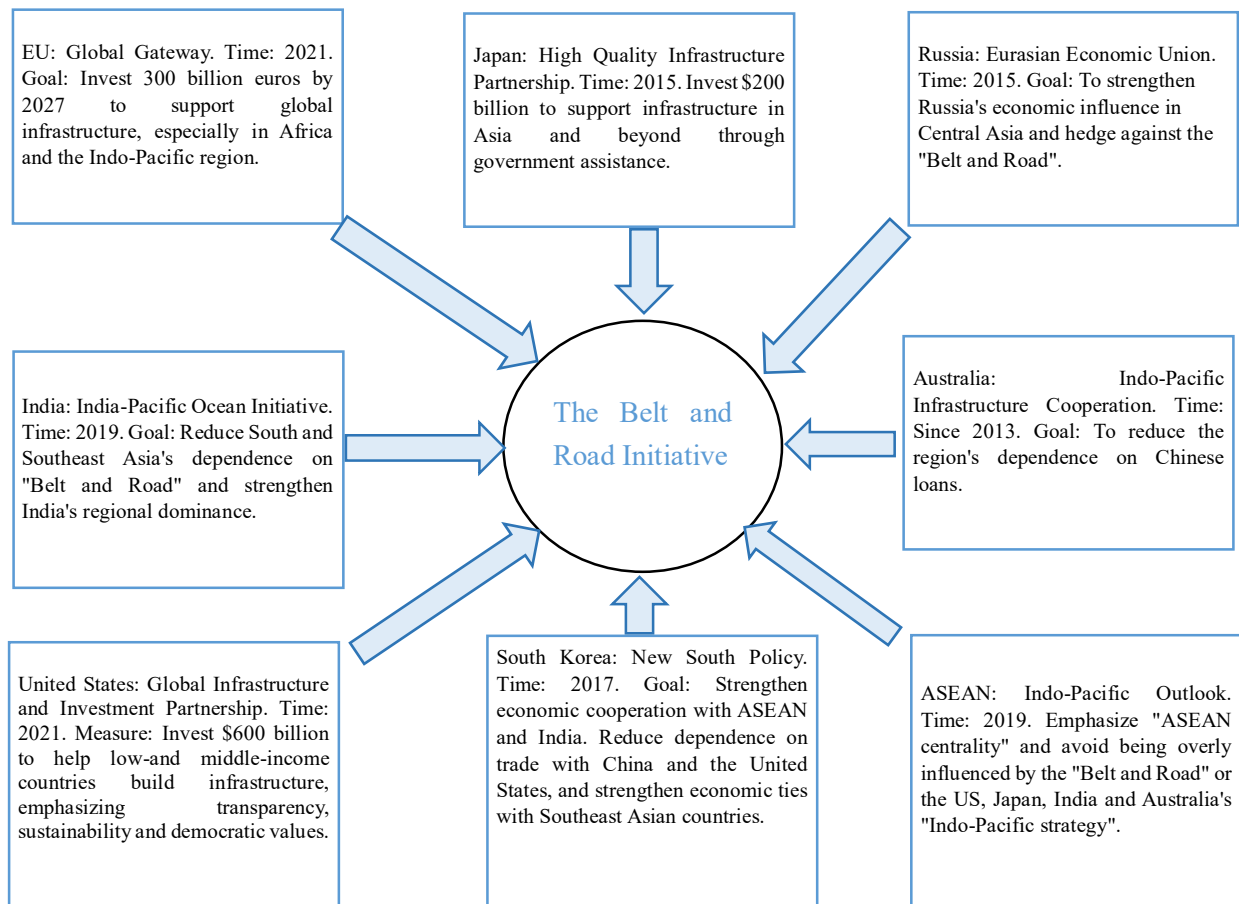 EU: Global Gateway. Time: 2021.
Goal: Invest 300 billion euros by
2027 to support global
infrastructure, especially in Africa
and the Indo-Pacific region.
Japan: High Quality Infrastructure
Partnership. Time: 2015. Invest $200
billion to support infrastructure in
Asia and beyond through
government assistance.
Russia: Eurasian Economic Union.
Time: 2015. Goal: To strengthen
Russia's economic influence in
Central Asia and hedge against the
"Belt and Road".
India: India-Pacific Ocean Initiative.
Time: 2019. Goal: Reduce South and
Southeast Asia's dependence on
"Belt and Road" and strengthen
India's regional dominance.
The Belt and
Road Initiative
Australia: Indo-Pacific
Infrastructure Cooperation. Time:
Since 2013. Goal: To reduce the
region's dependence on Chinese
loans.
United States: Global Infrastructure
and Investment Partnership. Time:
2021. Measure: Invest $600 billion
to help low-and middle-income
countries build infrastructure,
emphasizing transparency,
sustainability and democratic values.
South Korea: New South Policy.
Time: 2017. Goal: Strengthen
economic cooperation with ASEAN
and India. Reduce dependence on
trade with China and the United
States, and strengthen economic ties
with Southeast Asian countries.
ASEAN: Indo-Pacific Outlook.
Time: 2019. Emphasize "ASEAN
centrality" and avoid being overly
influenced by the "Belt and Road" or
the US, Japan, India and Australia's
"Indo-Pacific strategy".